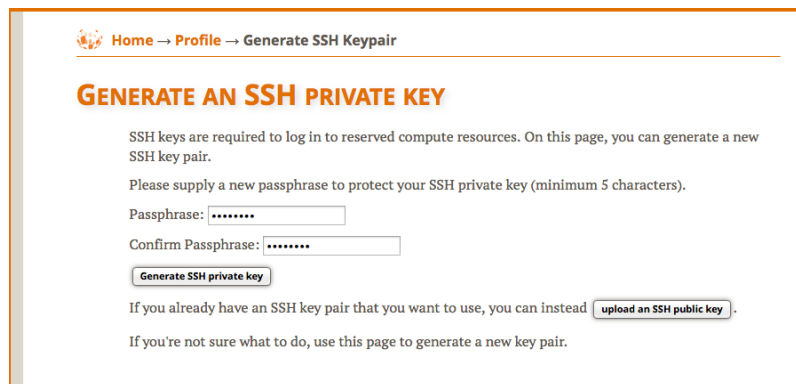 Home → Profile → Generate SSH Keypair
GENERATE AN SSH PRIVATE KEY
SSH keys are required to log in to reserved compute resources. On this page, you can generate a new
SSH key pair.
Please supply a new passphrase to protect your SSH private key (minimum 5 characters).
Passphrase: ••••••••
Confirm Passphrase: ••••••••
Generate SSH private key
If you already have an SSH key pair that you want to use, you can instead upload an SSH public key .
If you're not sure what to do, use this page to generate a new key pair.